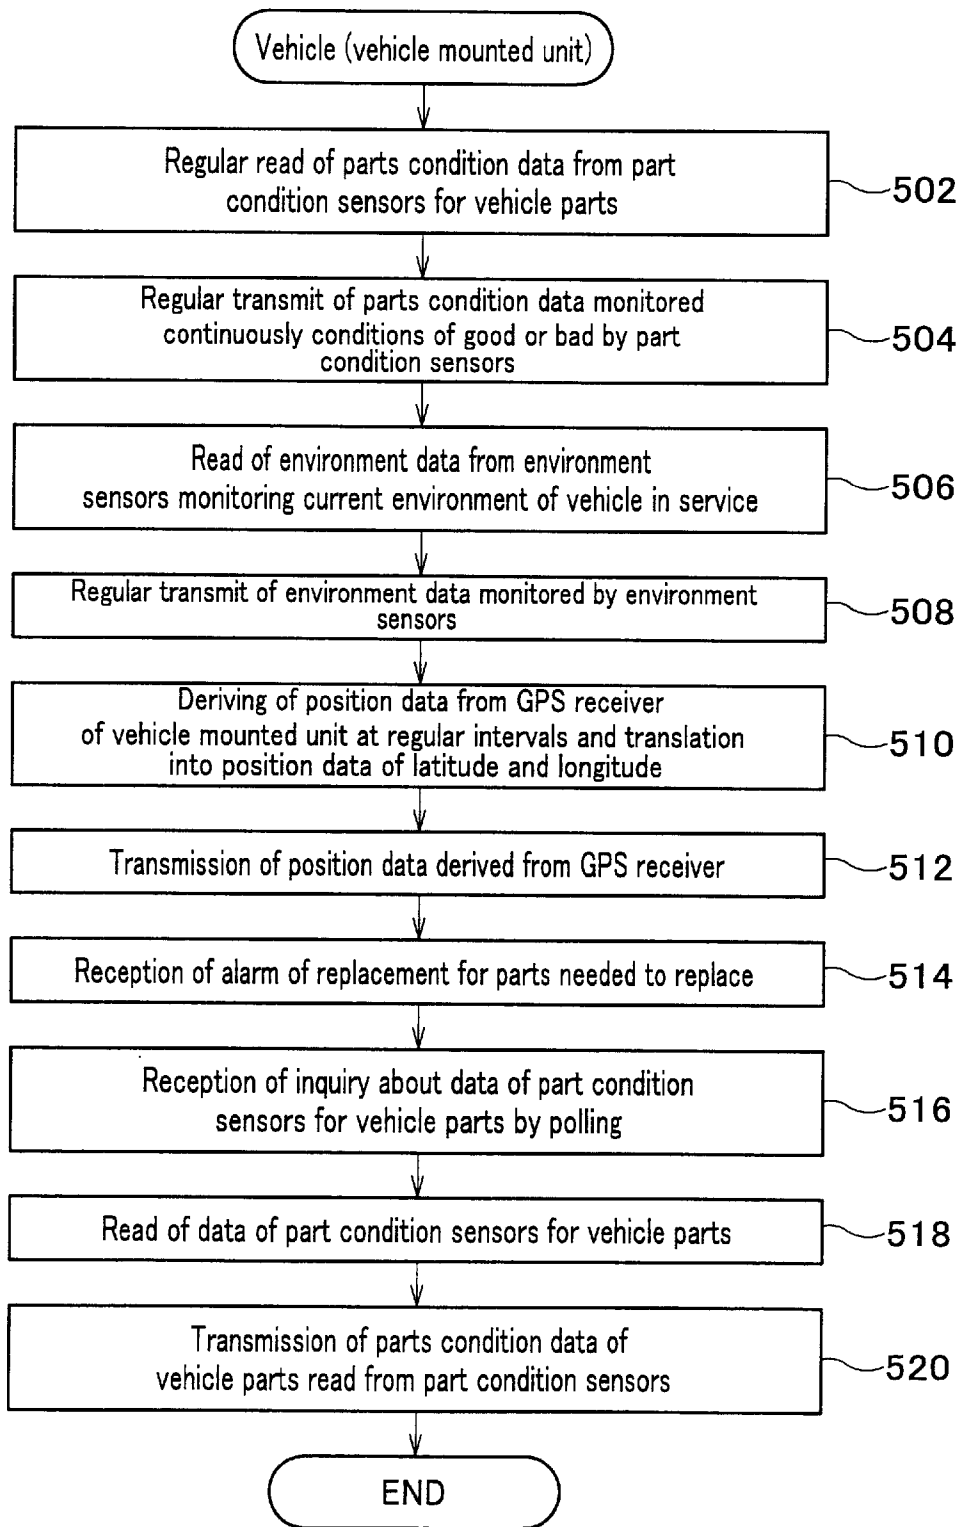 Vehicle (vehicle mounted unit)
Regular read of parts condition data from part
condition sensors for vehicle parts
502
Regular transmit of parts condition data monitored
continuously conditions of good or bad by part
condition sensors
504
Read of environment data from environment
sensors monitoring current environment of vehicle in service
506
Regular transmit of environment data monitored by environment
sensors
508
Deriving of position data from GPS receiver
of vehicle mounted unit at regular intervals and translation
into position data of latitude and longitude
510
Transmission of position data derived from GPS receiver
512
Reception of alarm of replacement for parts needed to replace
514
Reception of inquiry about data of part condition
sensors for vehicle parts by polling
516
Read of data of part condition sensors for vehicle parts
518
Transmission of parts condition data of
vehicle parts read from part condition sensors
520
END